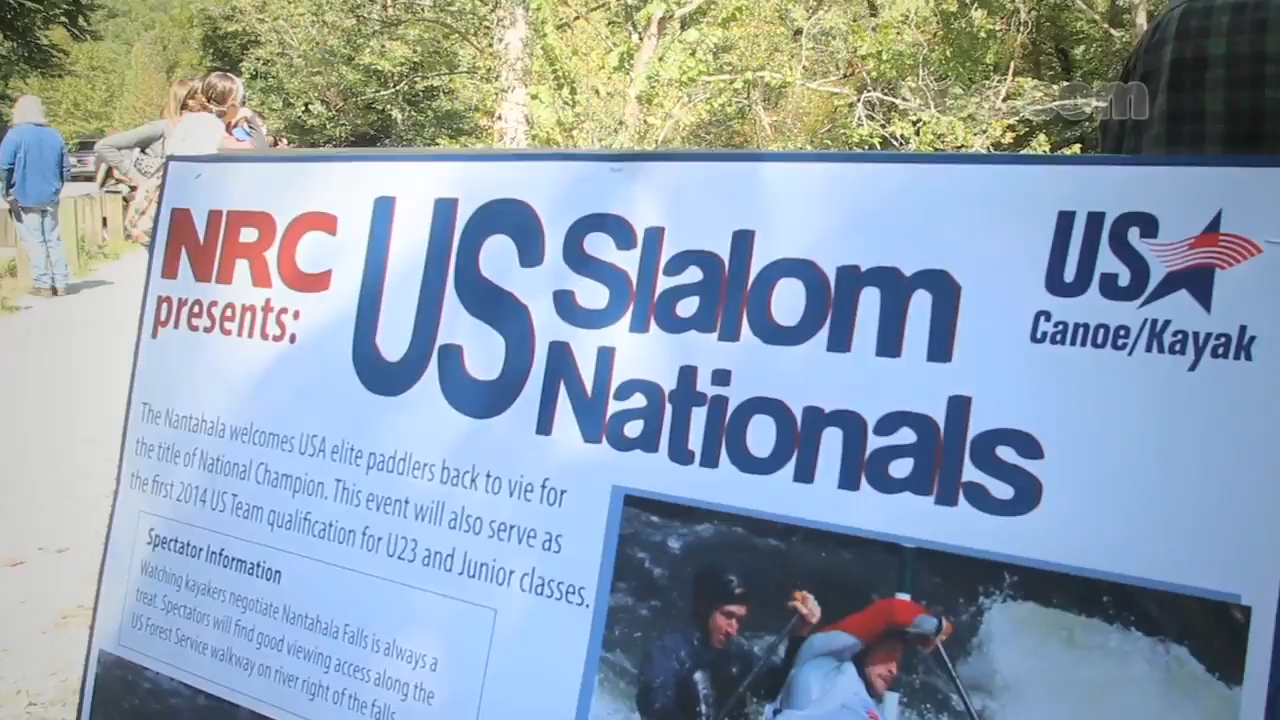 NRC
presents:
US Slalom
Nationals
US
Canoe/Kayak
The Nantahala welcomes USA elite paddlers back to vie for
the title of National Champion. This event will also serve as
the first 2014 US Team qualification for U23 and Junior classes.
Spectator Information
Watching kayakers negotiate Nantahala Falls is always a
treat. Spectators will find good viewing access along the
US Forest Service walkway on river right of the falls